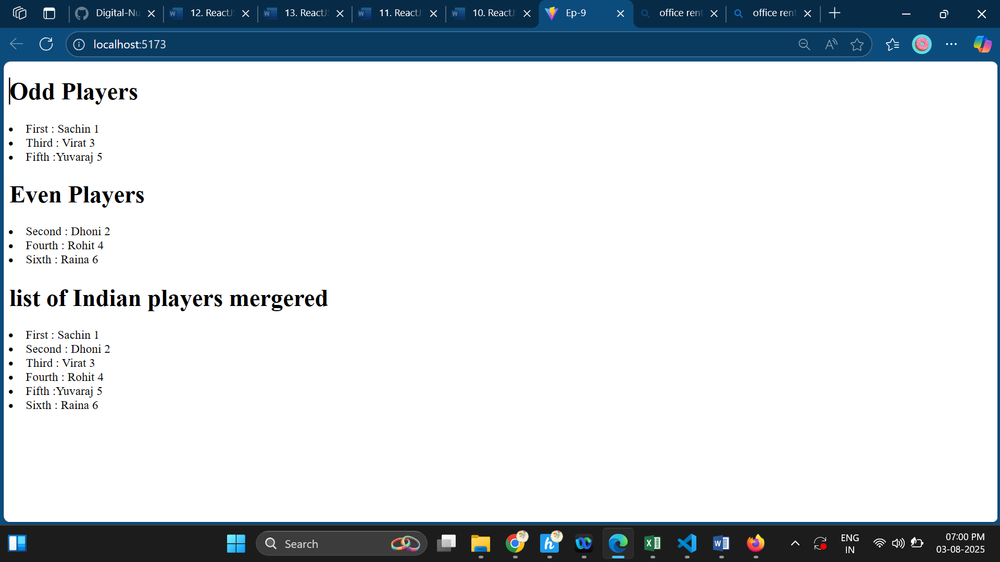 Digital-Nu
12. ReactJS
13. ReactJS
11. ReactJ
10. ReactJS
Ep-9
office rent
office rent
localhost:5173
Odd Players
First : Sachin 1
Third : Virat 3
Fifth :Yuvaraj 5
Even Players
Second : Dhoni 2
Fourth : Rohit 4
Sixth : Raina 6
list of Indian players mergered
First : Sachin 1
Second : Dhoni 2
Third : Virat 3
Fourth : Rohit 4
Fifth :Yuvaraj 5
Sixth : Raina 6
Search
ENG
IN
07:00 PM
03-08-2025